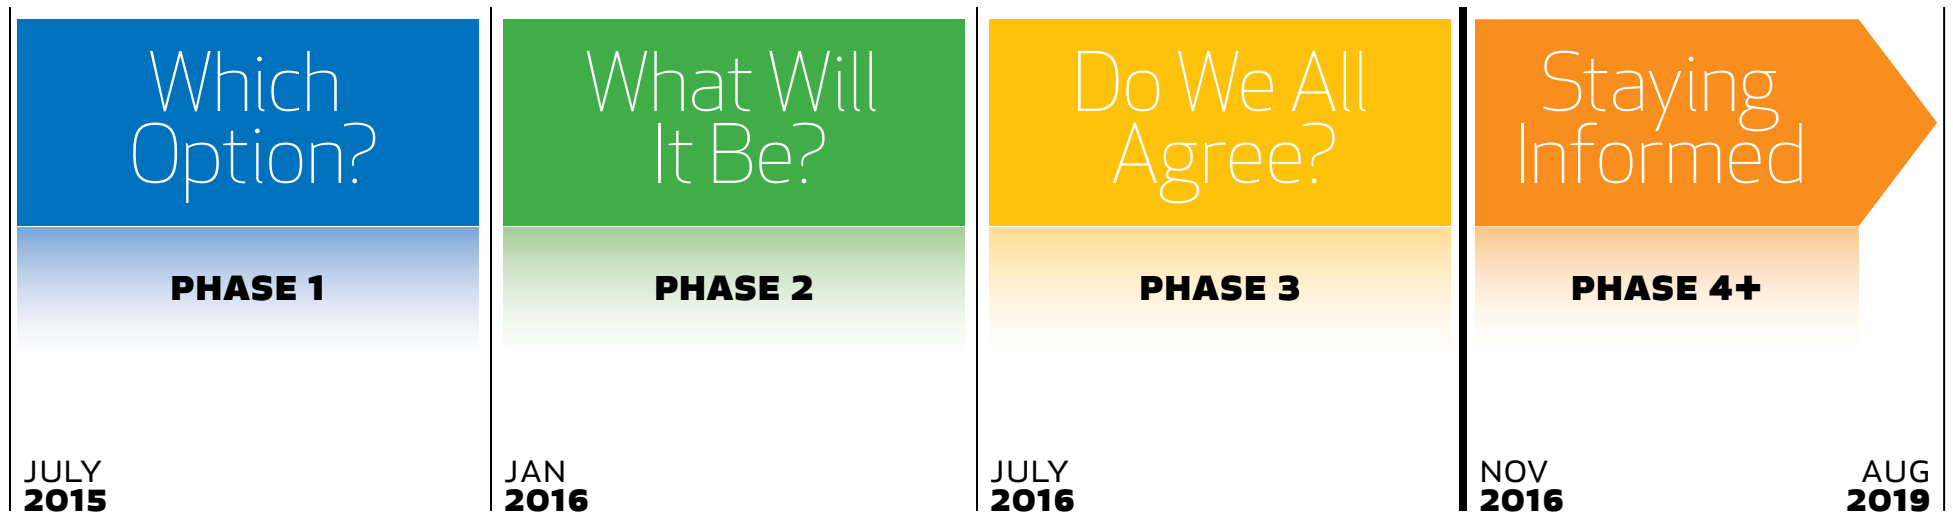 Which
Option?
PHASE 1
JULY
2015
What Will
It Be?
PHASE 2
JAN
2016
Do We All
Agree?
PHASE 3
JULY
2016
Staying
Informed
PHASE 4+
NOV
2016
AUG
2019